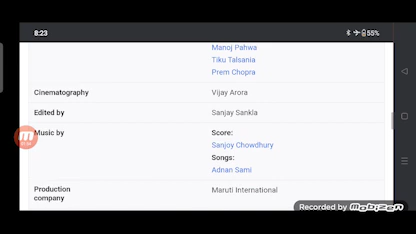 8:23
55%
Manoj Pahwa
Tiku Talsania
Prem Chopra
Cinematography Vijay Arora
Edited by Sanjay Sankla
Music by Score:
Sanjoy Chowdhury
Songs:
Adnan Sami
Production Maruti International
company
Recorded by Mobizen